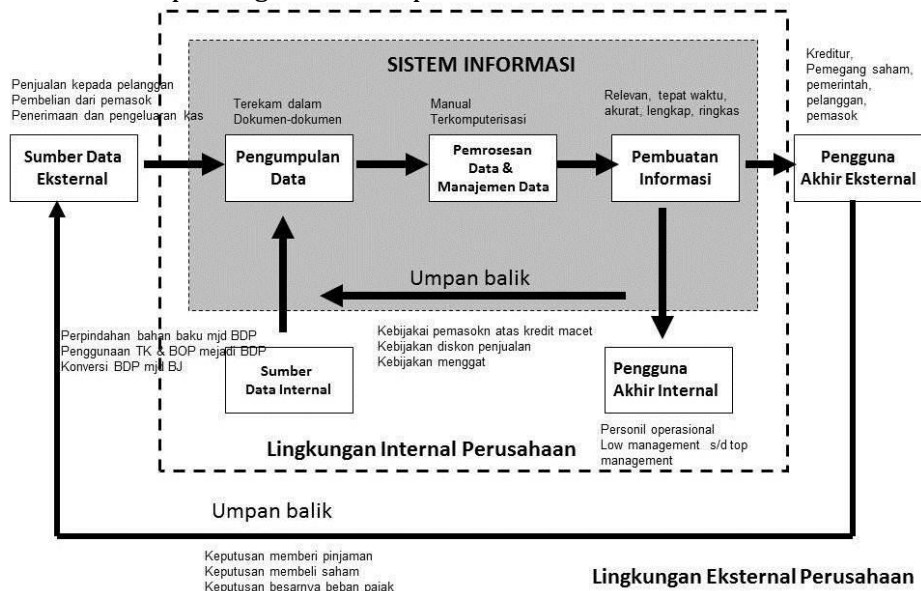 SISTEM INFORMASI
Penjualan kepada pelanggan
Pembelian dari pemasok
Penerimaan dan pengeluaran kas
Terekam dalam
Dokumen-dokumen
Manual
Terkomputerisasi
Relevan, tepat waktu,
akurat, lengkap, ringkas
Kreditur,
Pemegang saham,
pemerintah,
pelanggan,
pemasok
Sumber Data
Eksternal
Pengumpulan
Data
Pemrosesan
Data &
Manajemen Data
Pembuatan
Informasi
Pengguna
Akhir Eksternal
Umpan balik
Perpindahan bahan baku mjd BDP
Penggunaan TK & BOP mejadi BDP
Konversi BDP mjd BJ
Kebijakai pemasokn atas kredit macet
Kebijakan diskon penjualan
Kebijakan menggat
Sumber
Data Internal
Pengguna
Akhir Internal
Personil operasional
Low management s/d top
management
Lingkungan Internal Perusahaan
Umpan balik
Keputusan memberi pinjaman
Keputusan membeli saham
Keputusan besarnya beban pajak
Lingkungan Eksternal Perusahaan